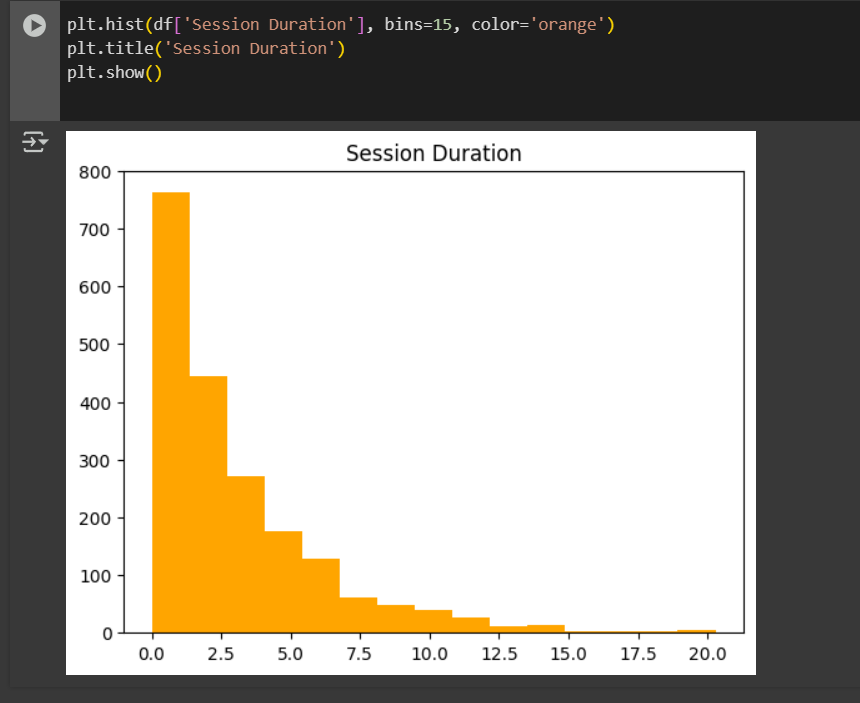 plt.hist(df['Session Duration'], bins=15, color='orange')
plt.title('Session Duration')
plt.show()
Session Duration
800
700
600
500
400
300
200
100
0
0.0 2.5 5.0 7.5 10.0 12.5 15.0 17.5 20.0